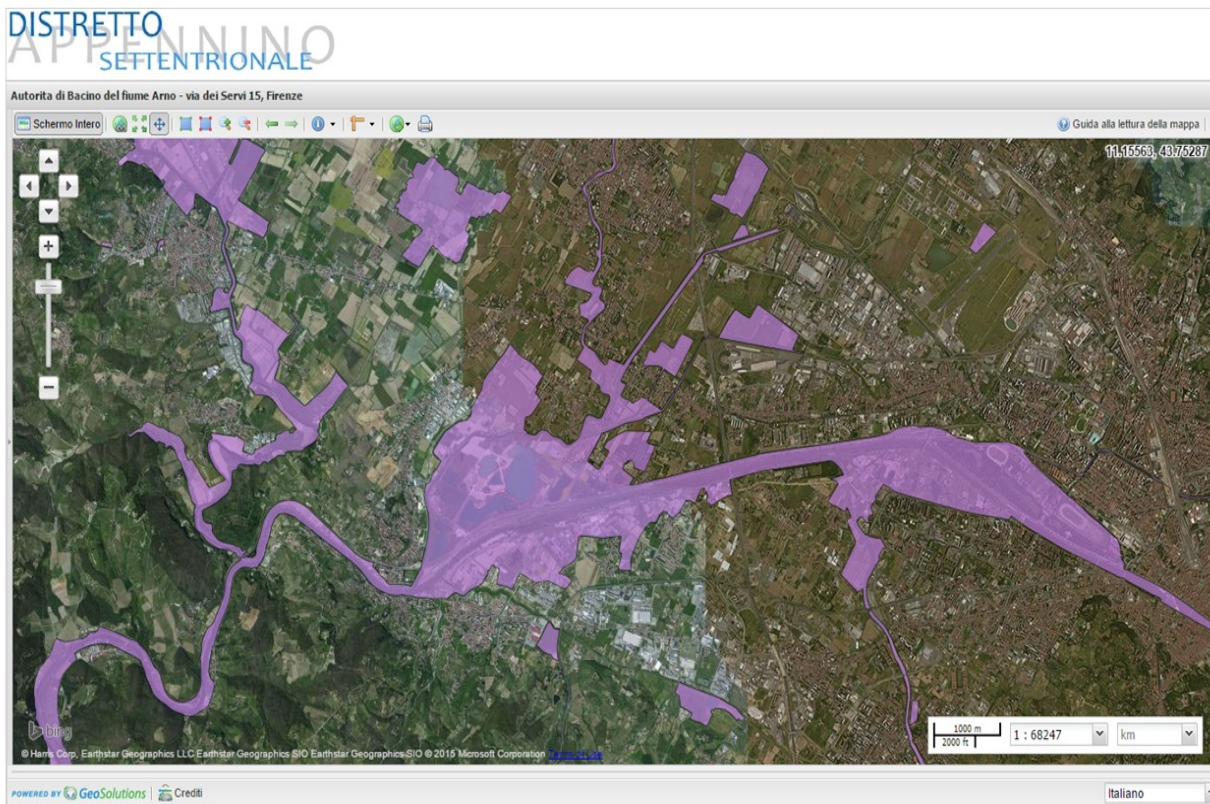 DISTRETTO
APPENNINO
SETTENTRIONALE
Autorita di Bacino del fiume Arno - via dei Servi 15, Firenze
Schermo Intero
Guida alla lettura della mappa
11.15563, 43.75287
bing
© Harris Corp, Earthstar Geographics LLC Earthstar Geographics SIO Earthstar Geographics SIO © 2015 Microsoft Corporation Terms of Use
1000 m
2000 ft
1 : 68247
km
POWERED BY GeoSolutions
Crediti
Italiano